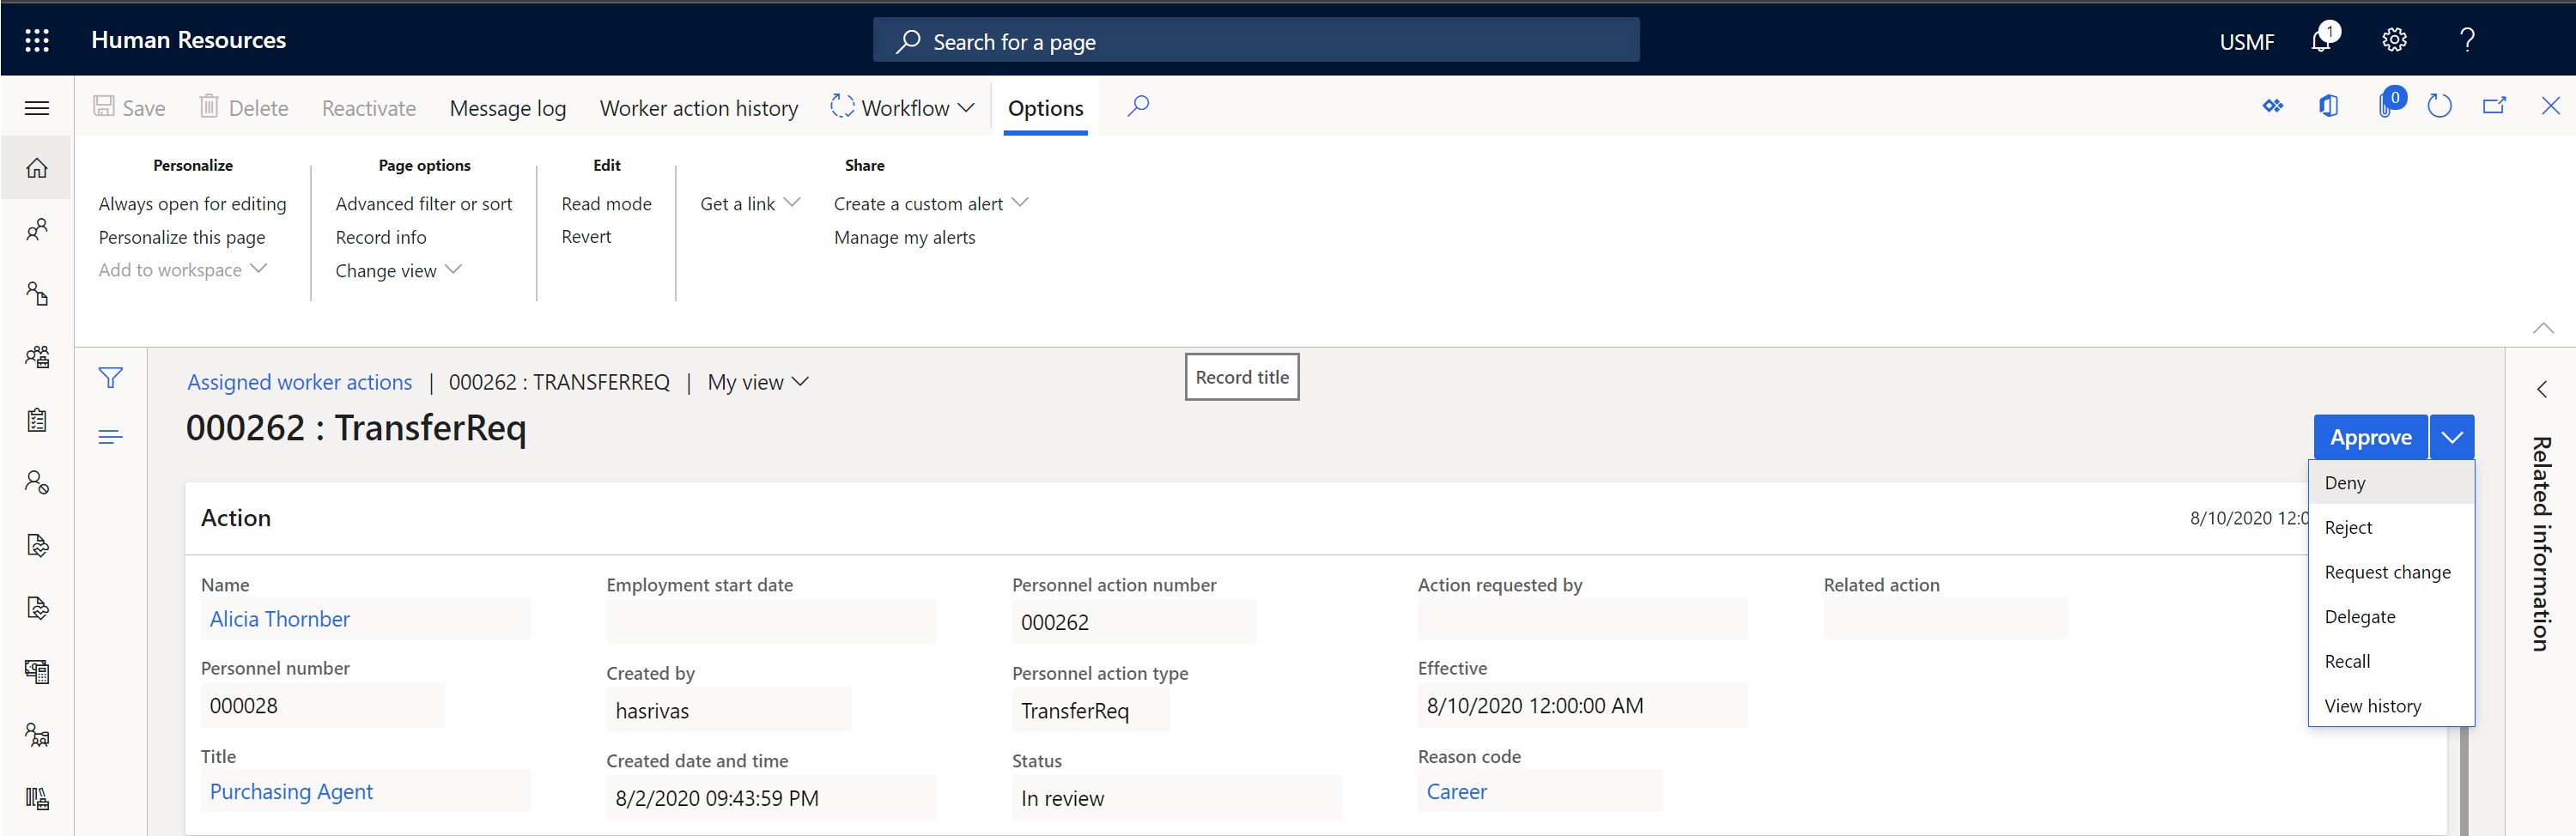 Human Resources
Search for a page
USMF
1
?
Save
Delete
Reactivate
Message log
Worker action history
Workflow
Options
0
Personalize
Always open for editing
Personalize this page
Add to workspace
Page options
Advanced filter or sort
Record info
Change view
Edit
Read mode
Revert
Share
Get a link
Create a custom alert
Manage my alerts
Assigned worker actions | 000262 : TRANSFERREQ | My view
Record title
000262 : TransferReq
Approve
Deny
Reject
Request change
Delegate
Recall
View history
Related information
Action
8/10/2020 12:0
Name
Alicia Thornber
Personnel number
000028
Title
Purchasing Agent
Employment start date
Created by
hasrivas
Created date and time
8/2/2020 09:43:59 PM
Personnel action number
000262
Personnel action type
TransferReq
Status
In review
Action requested by
Effective
8/10/2020 12:00:00 AM
Reason code
Career
Related action